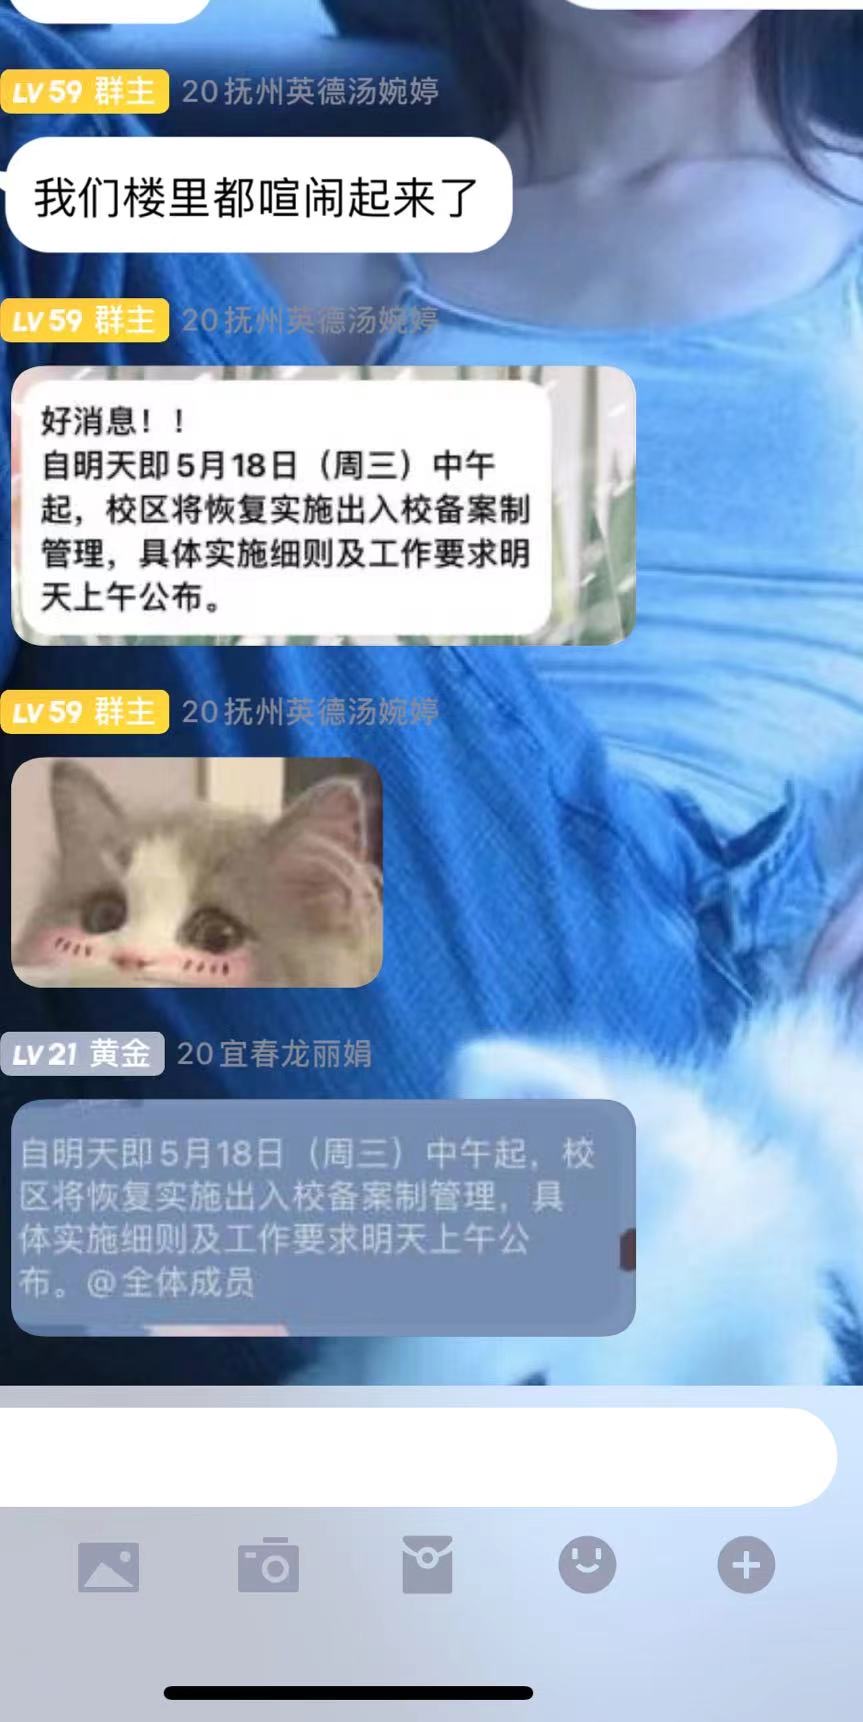 LV59 群主 20抚州英德汤婉婷
我们楼里都喧闹起来了
LV59 群主 20抚州英德汤婉婷
好消息！！
自明天即5月18日（周三）中午
起，校区将恢复实施出入校备案制
管理，具体实施细则及工作要求明
天上午公布。
LV59 群主 20抚州英德汤婉婷
LV21 黄金 20宜春龙丽娟
自明天即5月18日（周三）中午起，校
区将恢复实施出入校备案制管理，具
体实施细则及工作要求明天上午公
布。@全体成员